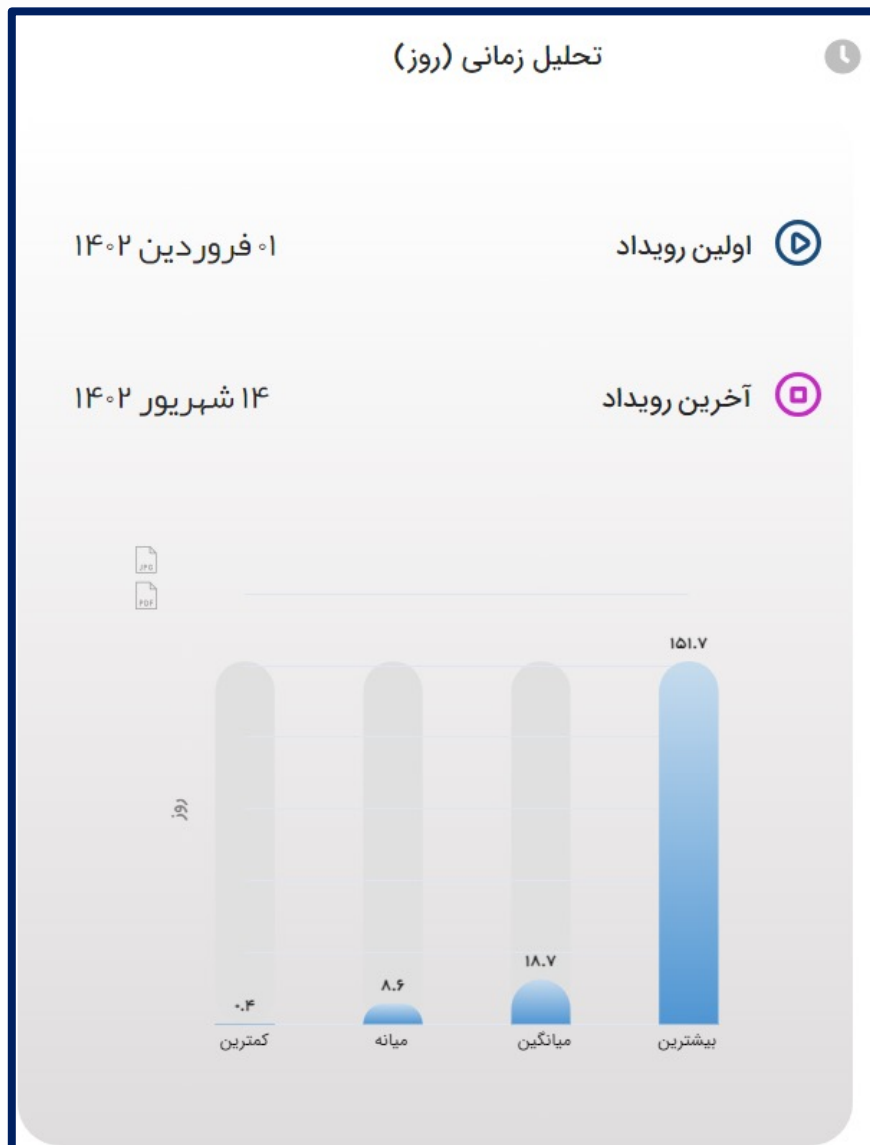 تحلیل زمانی (روز)
اولین رویداد ۰۱ فروردین ۱۴۰۲
آخرین رویداد ۱۴ شهریور ۱۴۰۲
JPG
PDF
۱۵۱.۷
۱۸.۷
۸.۶
۰.۴
روز
بیشترین میانگین میانه کمترین